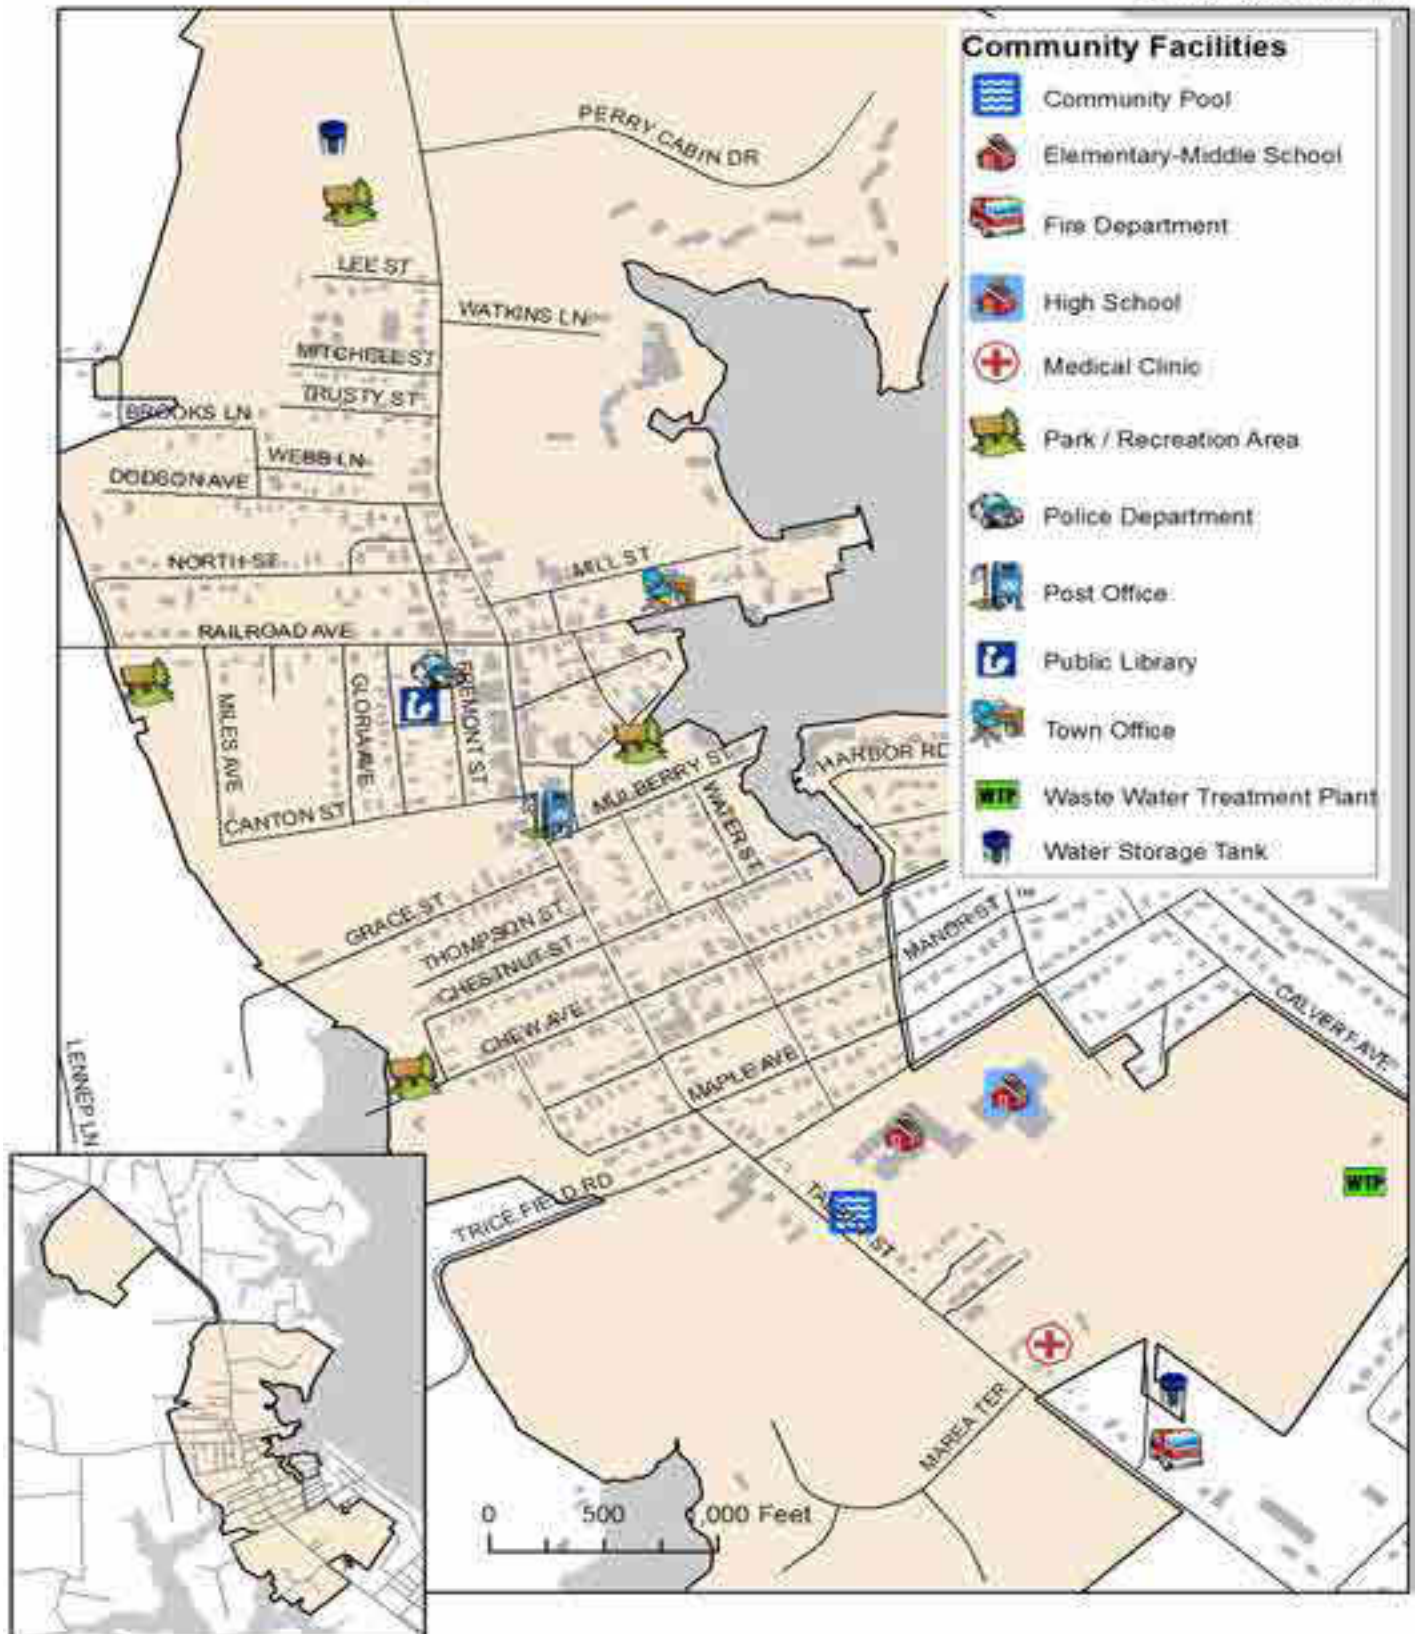 Community Facilities
Community Pool
Elementary-Middle School
Fire Department
High School
Medical Clinic
Park / Recreation Area
Police Department
Post Office
Public Library
Town Office
WTP Waste Water Treatment Plant
Water Storage Tank
PERRY CABIN DR
LEE ST
WATKINS LN
MITCHELL ST
TRUSTY ST
BROOKS LN
WEBB LN
DODSON AVE
NORTH ST
MILL ST
RAILROAD AVE
MILES AVE
GLORIA AVE
FREMONT ST
CANTON ST
MULBERRY ST
WATER ST
HARBOR RD
GRACE ST
THOMPSON ST
CHESTNUT ST
CHEW AVE
MANOR ST
CALVERT AVE
LENNEP LN
MAPLE AVE
TRICE FIELD RD
ST
WTP
MAREA TER
0 500 ,000 Feet